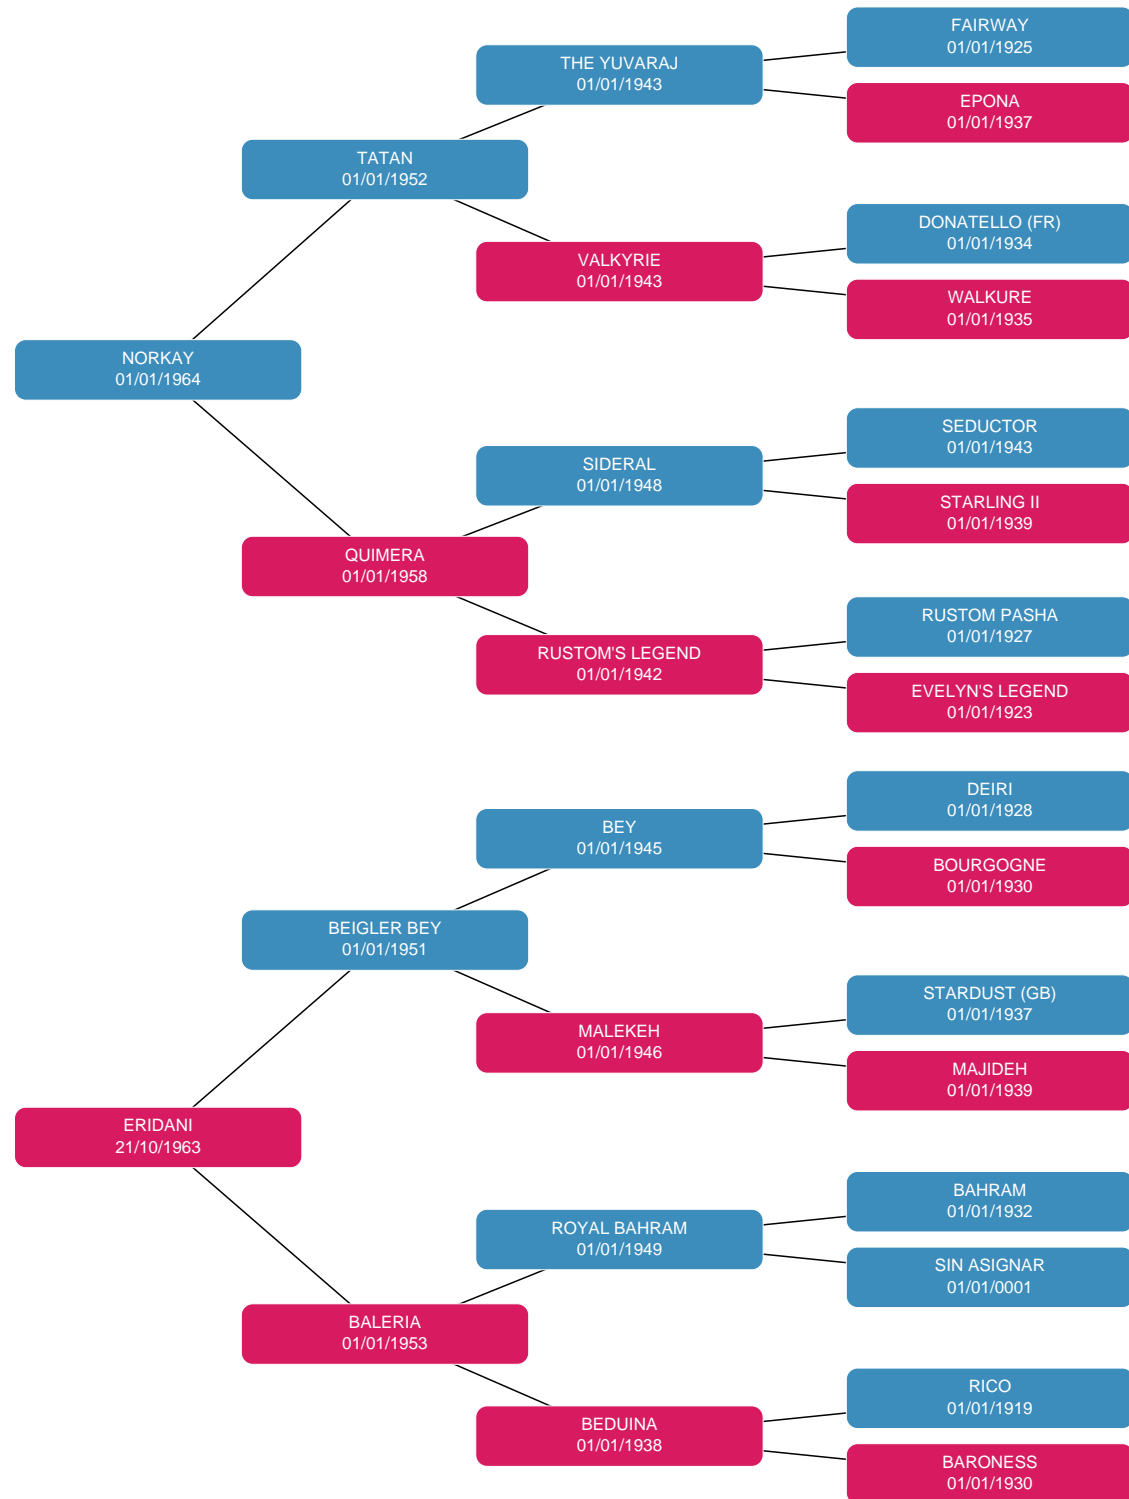 FAIRWAY
01/01/1925
THE YUVARAJ
01/01/1943
EPONA
01/01/1937
TATAN
01/01/1952
DONATELLO (FR)
01/01/1934
VALKYRIE
01/01/1943
WALKURE
01/01/1935
NORKAY
01/01/1964
SEDUCTOR
01/01/1943
SIDERAL
01/01/1948
STARLING II
01/01/1939
QUIMERA
01/01/1958
RUSTOM PASHA
01/01/1927
RUSTOM'S LEGEND
01/01/1942
EVELYN'S LEGEND
01/01/1923
DEIRI
01/01/1928
BEY
01/01/1945
BOURGOGNE
01/01/1930
BEIGLER BEY
01/01/1951
STARDUST (GB)
01/01/1937
MALEKEH
01/01/1946
MAJIDEH
01/01/1939
ERIDANI
21/10/1963
BAHRAM
01/01/1932
ROYAL BAHRAM
01/01/1949
SIN ASIGNAR
01/01/0001
BALERIA
01/01/1953
RICO
01/01/1919
BEDUINA
01/01/1938
BARONESS
01/01/1930